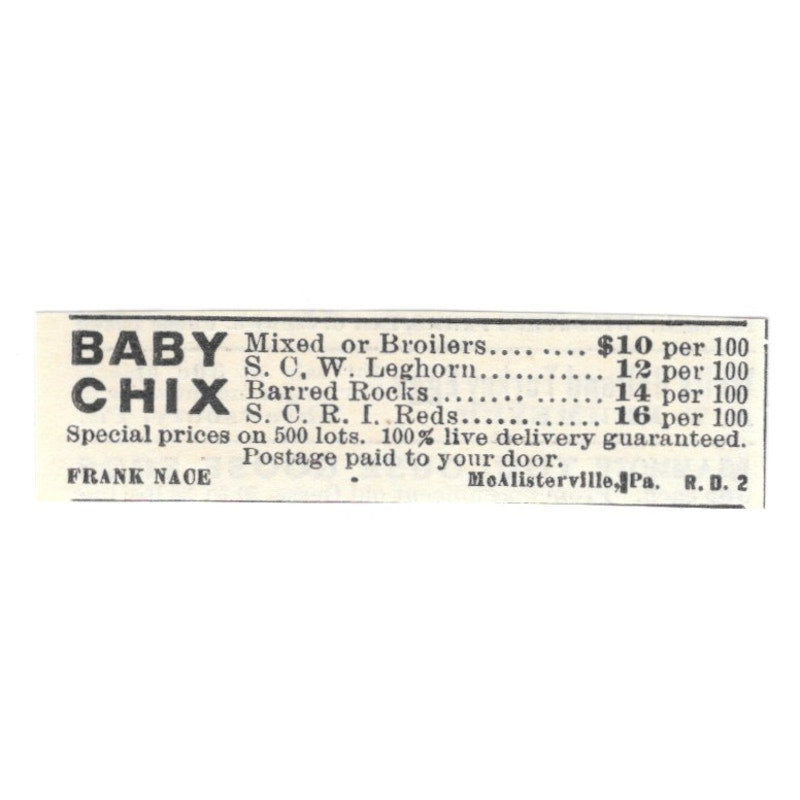 BABY CHIX
Mixed or Broilers.... .... $10 per 100
S. C. W. Leghorn............ 12 per 100
Barred Rocks........ ...... 14 per 100
S. C. R. I. Reds............. 16 per 100
Special prices on 500 lots. 100% live delivery guaranteed.
Postage paid to your door.
FRANK NACE McAlisterville, Pa. R. D. 2